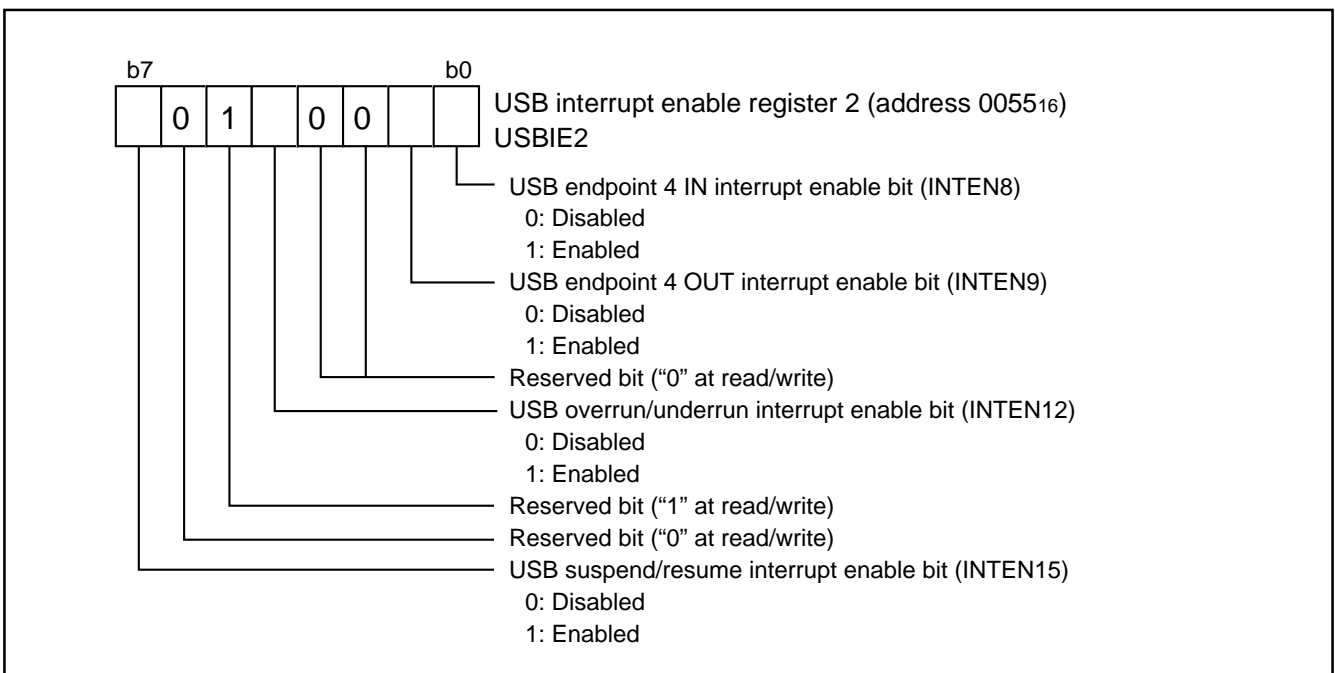 b7 b0
0 1 0 0
USB interrupt enable register 2 (address 0055₁₆)
USBIE2
USB endpoint 4 IN interrupt enable bit (INTEN8)
0: Disabled
1: Enabled
USB endpoint 4 OUT interrupt enable bit (INTEN9)
0: Disabled
1: Enabled
Reserved bit (“0” at read/write)
USB overrun/underrun interrupt enable bit (INTEN12)
0: Disabled
1: Enabled
Reserved bit (“1” at read/write)
Reserved bit (“0” at read/write)
USB suspend/resume interrupt enable bit (INTEN15)
0: Disabled
1: Enabled